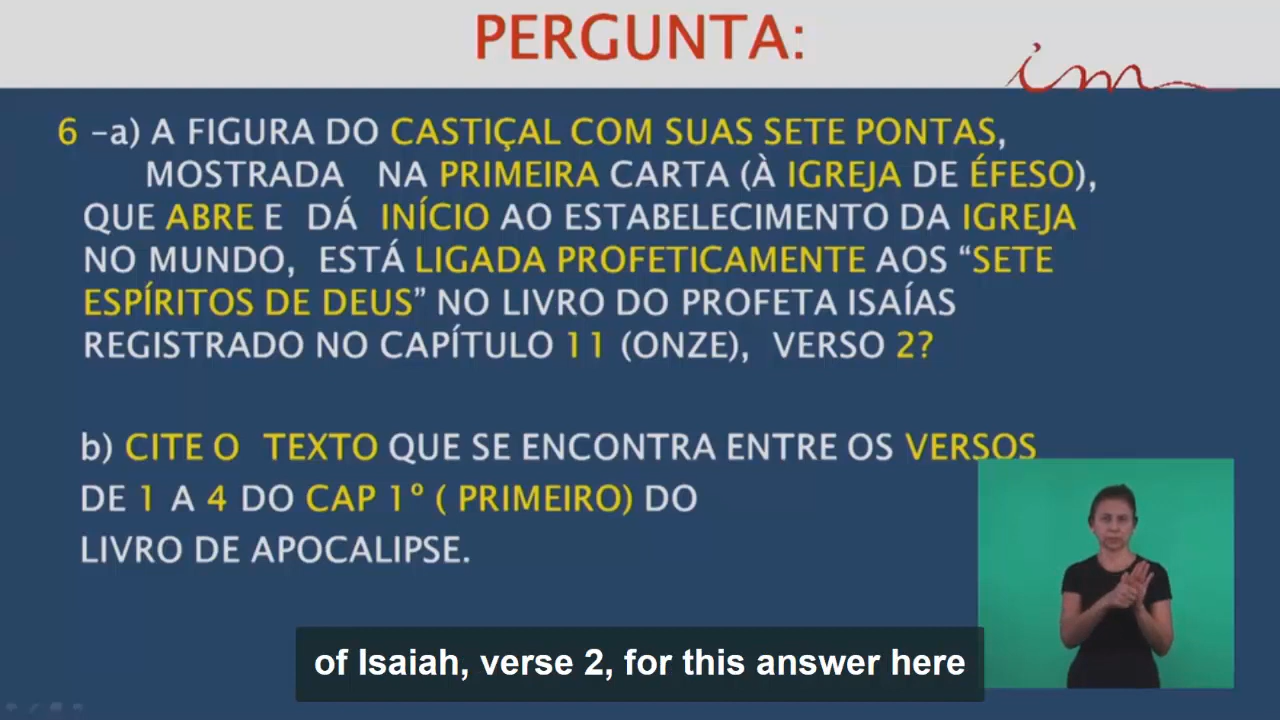 PERGUNTA:
im
6 -a) A FIGURA DO CASTIÇAL COM SUAS SETE PONTAS,
MOSTRADA NA PRIMEIRA CARTA (À IGREJA DE ÉFESO),
QUE ABRE E DÁ INÍCIO AO ESTABELECIMENTO DA IGREJA
NO MUNDO, ESTÁ LIGADA PROFETICAMENTE AOS “SETE
ESPÍRITOS DE DEUS” NO LIVRO DO PROFETA ISAÍAS
REGISTRADO NO CAPÍTULO 11 (ONZE), VERSO 2?
b) CITE O TEXTO QUE SE ENCONTRA ENTRE OS VERSOS
DE 1 A 4 DO CAP 1º ( PRIMEIRO) DO
LIVRO DE APOCALIPSE.
of Isaiah, verse 2, for this answer here